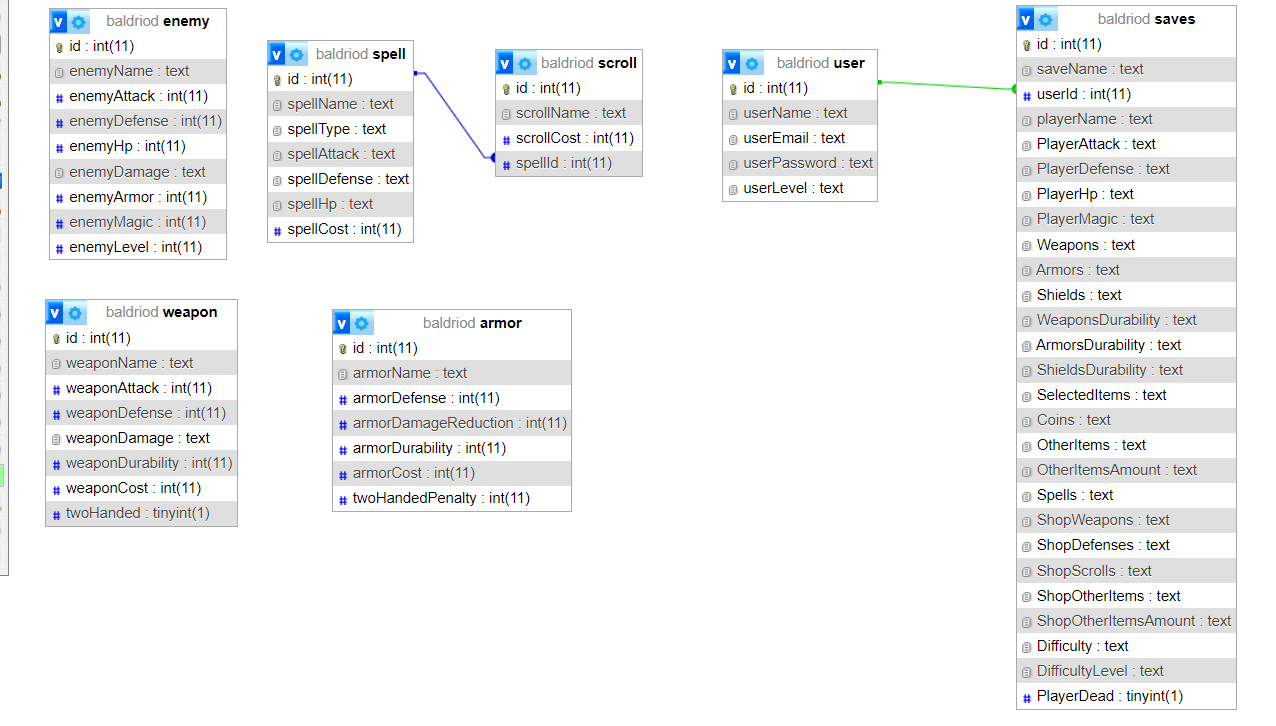 v baldriod enemy
id : int(11)
enemyName : text
enemyAttack : int(11)
enemyDefense : int(11)
enemyHp : int(11)
enemyDamage : text
enemyArmor : int(11)
enemyMagic : int(11)
enemyLevel : int(11)
v baldriod spell
id : int(11)
spellName : text
spellType : text
spellAttack : text
spellDefense : text
spellHp : text
spellCost : int(11)
v baldriod scroll
id : int(11)
scrollName : text
scrollCost : int(11)
spellId : int(11)
v baldriod user
id : int(11)
userName : text
userEmail : text
userPassword : text
userLevel : text
v baldriod saves
id : int(11)
saveName : text
userId : int(11)
playerName : text
PlayerAttack : text
PlayerDefense : text
PlayerHp : text
PlayerMagic : text
Weapons : text
Armors : text
Shields : text
WeaponsDurability : text
ArmorsDurability : text
ShieldsDurability : text
SelectedItems : text
Coins : text
OtherItems : text
OtherItemsAmount : text
Spells : text
ShopWeapons : text
ShopDefenses : text
ShopScrolls : text
ShopOtherItems : text
ShopOtherItemsAmount : text
Difficulty : text
DifficultyLevel : text
PlayerDead : tinyint(1)
v baldriod weapon
id : int(11)
weaponName : text
weaponAttack : int(11)
weaponDefense : int(11)
weaponDamage : text
weaponDurability : int(11)
weaponCost : int(11)
twoHanded : tinyint(1)
v baldriod armor
id : int(11)
armorName : text
armorDefense : int(11)
armorDamageReduction : int(11)
armorDurability : int(11)
armorCost : int(11)
twoHandedPenalty : int(11)